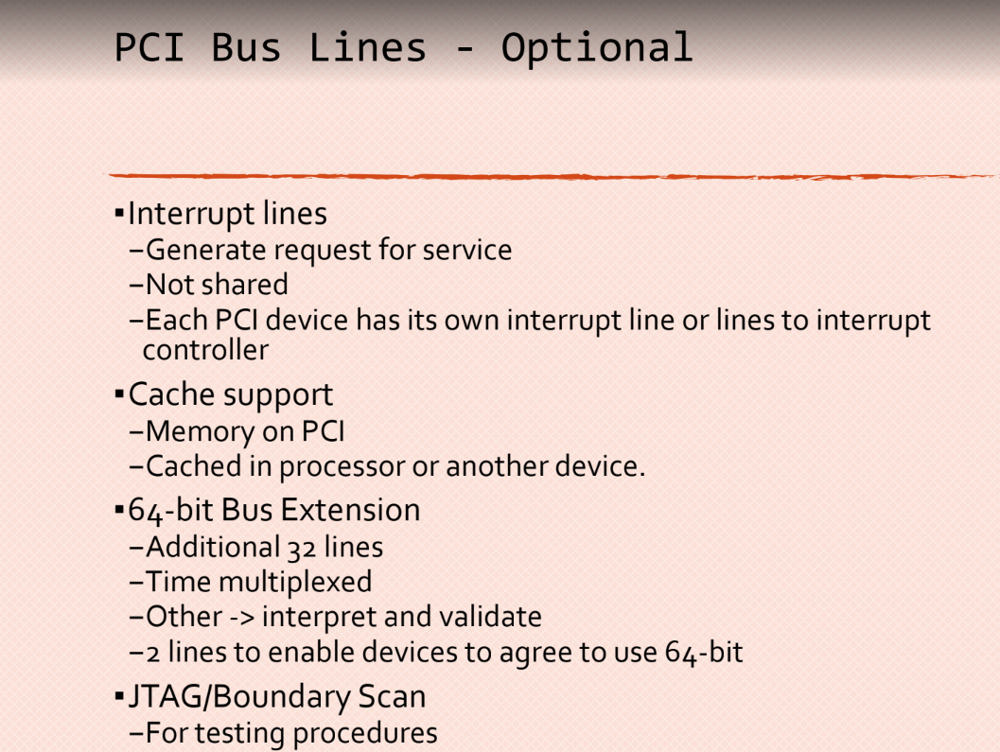 PCI Bus Lines - Optional
▪Interrupt lines
–Generate request for service
–Not shared
–Each PCI device has its own interrupt line or lines to interrupt
controller
▪Cache support
–Memory on PCI
–Cached in processor or another device.
▪64-bit Bus Extension
–Additional 32 lines
–Time multiplexed
–Other -> interpret and validate
–2 lines to enable devices to agree to use 64-bit
▪JTAG/Boundary Scan
–For testing procedures